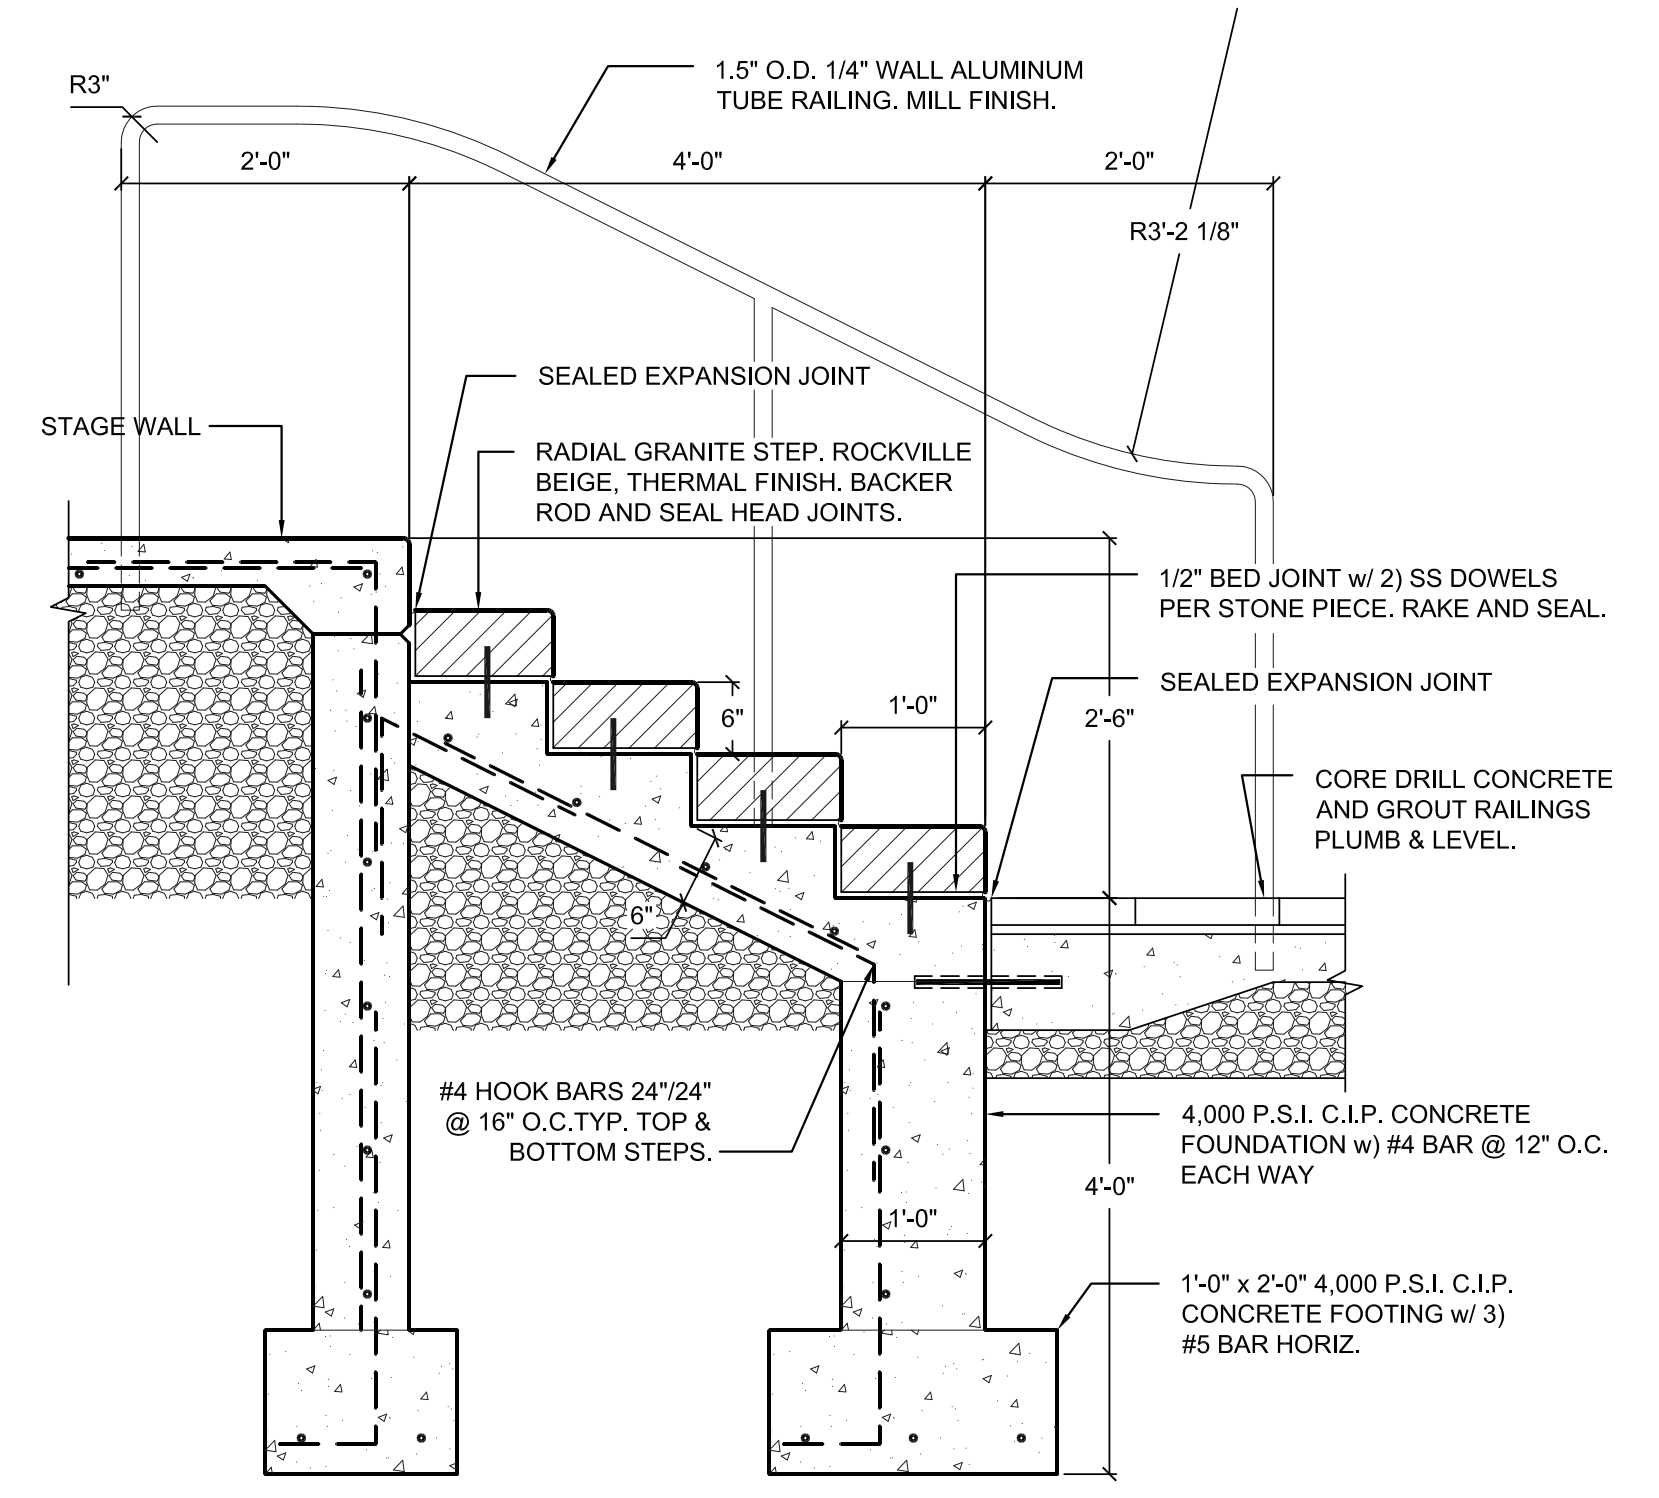 R3"
1.5" O.D. 1/4" WALL ALUMINUM
TUBE RAILING. MILL FINISH.
2'-0"
4'-0"
2'-0"
R3'-2 1/8"
SEALED EXPANSION JOINT
STAGE WALL
RADIAL GRANITE STEP. ROCKVILLE
BEIGE, THERMAL FINISH. BACKER
ROD AND SEAL HEAD JOINTS.
1/2" BED JOINT w/ 2) SS DOWELS
PER STONE PIECE. RAKE AND SEAL.
SEALED EXPANSION JOINT
6"
1'-0"
2'-6"
CORE DRILL CONCRETE
AND GROUT RAILINGS
PLUMB & LEVEL.
6"
#4 HOOK BARS 24"/24"
@ 16" O.C.TYP. TOP &
BOTTOM STEPS.
4,000 P.S.I. C.I.P. CONCRETE
FOUNDATION w) #4 BAR @ 12" O.C.
EACH WAY
4'-0"
1'-0"
1'-0" x 2'-0" 4,000 P.S.I. C.I.P.
CONCRETE FOOTING w/ 3)
#5 BAR HORIZ.